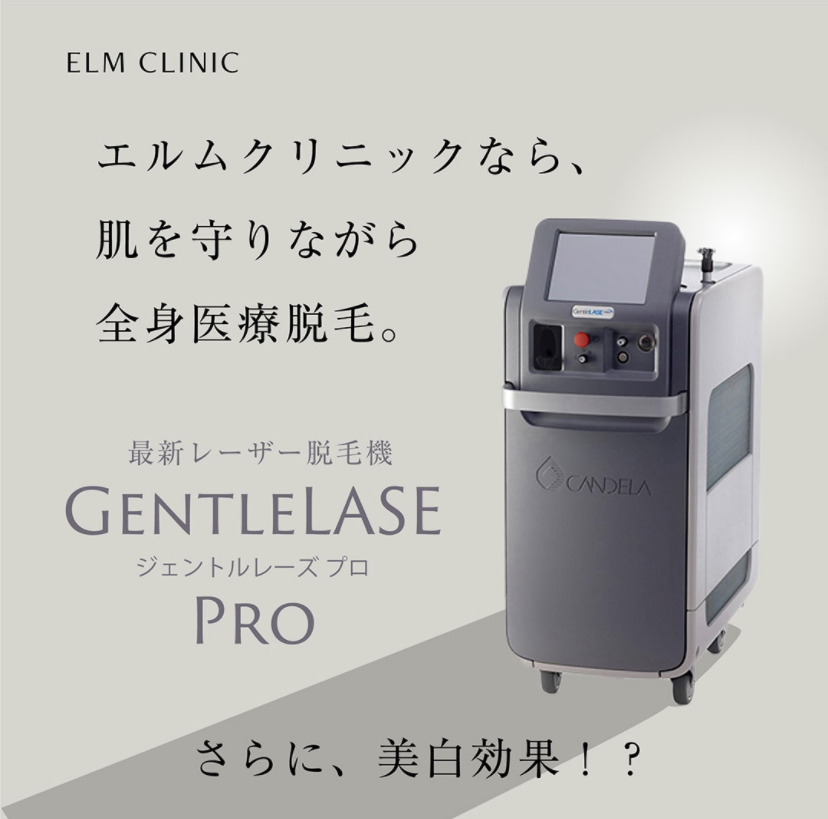 ELM CLINIC
エルムクリニックなら、
肌を守りながら
全身医療脱毛。
GentleLASE
最新レーザー脱毛機
GENTLELASE
CANDELA
ジェントルレーズ プロ
PRO
さらに、美白効果！？